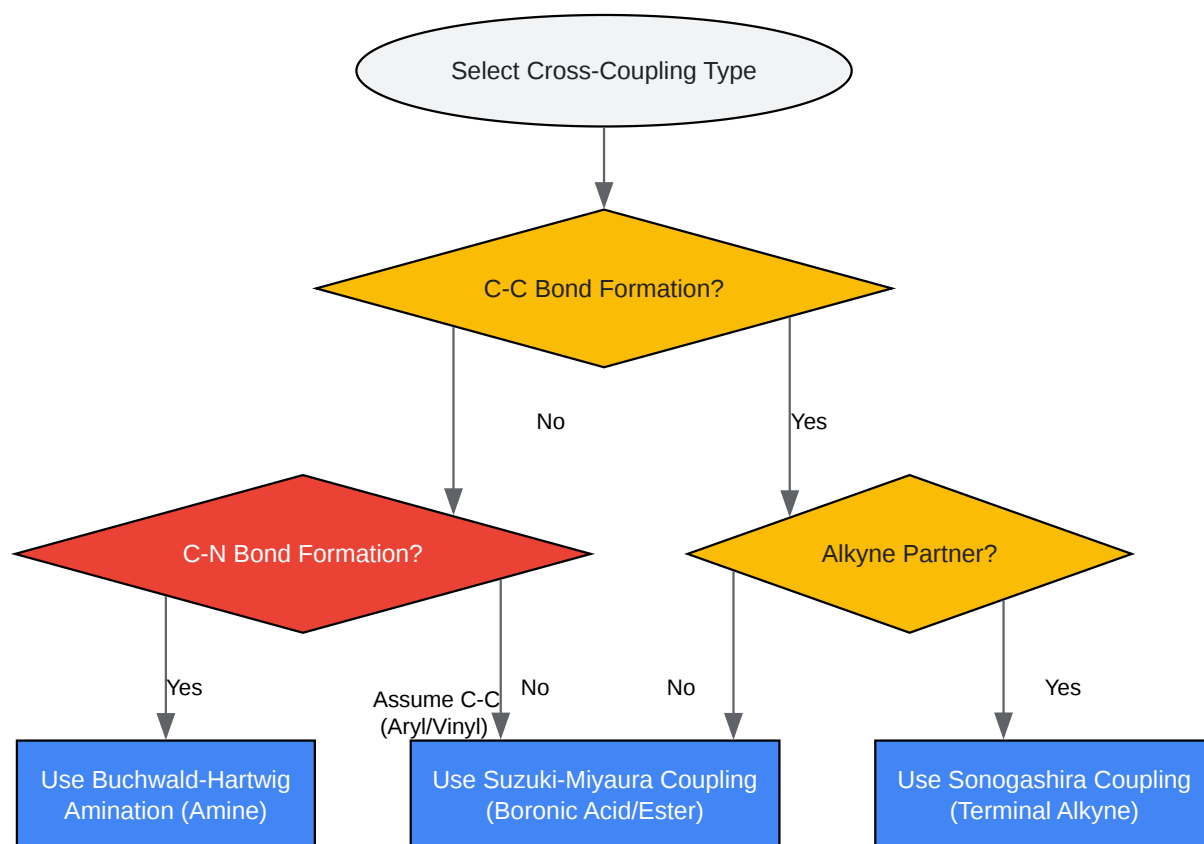 Select Cross-Coupling Type
C-C Bond Formation?
No
Yes
C-N Bond Formation?
Alkyne Partner?
Yes
Assume C-C
(Aryl/Vinyl)
No
No
Yes
Use Buchwald-Hartwig
Amination (Amine)
Use Suzuki-Miyaura Coupling
(Boronic Acid/Ester)
Use Sonogashira Coupling
(Terminal Alkyne)